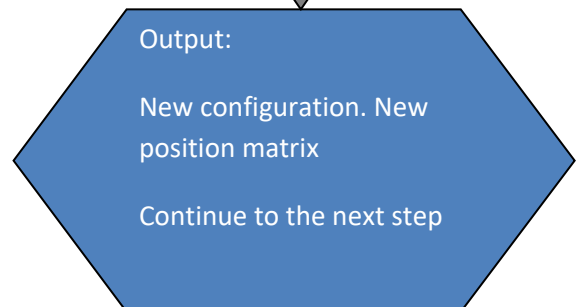 Output:
New configuration. New
position matrix
Continue to the next step